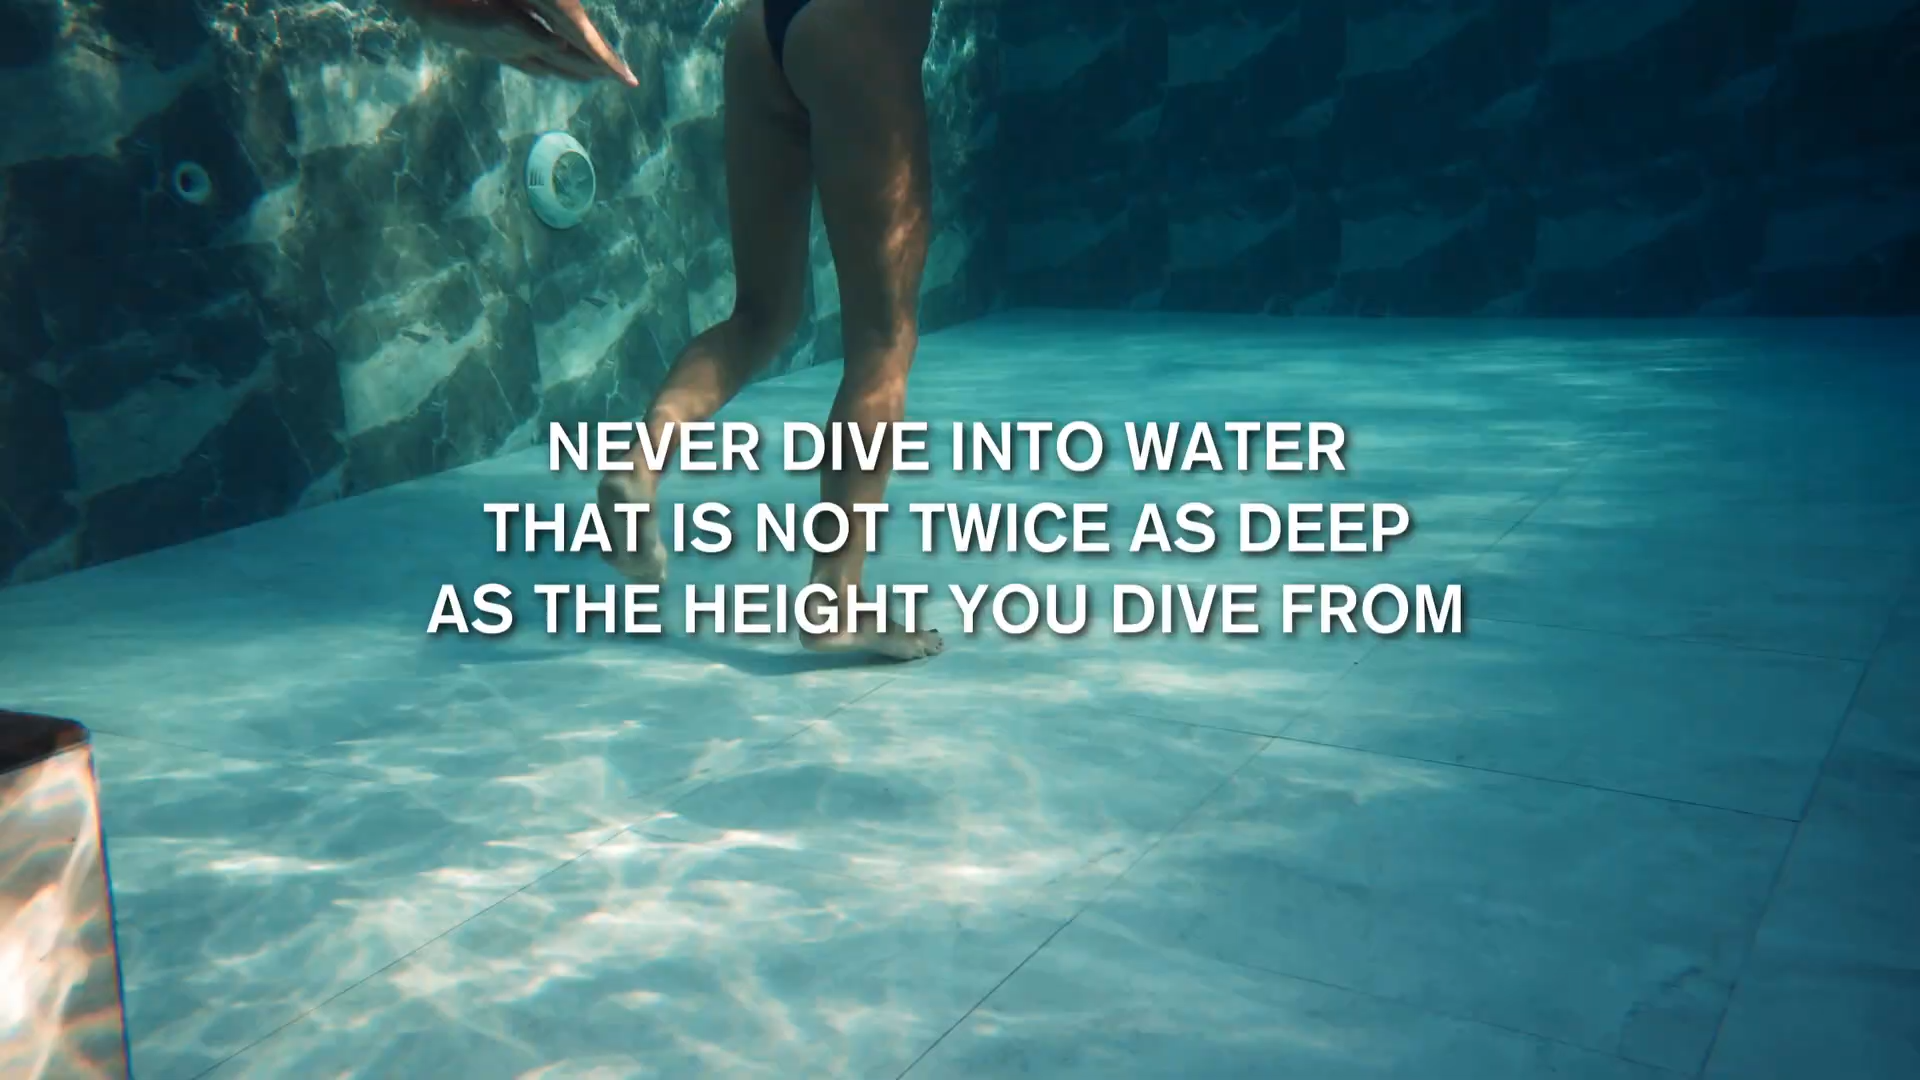 NEVER DIVE INTO WATER
THAT IS NOT TWICE AS DEEP
AS THE HEIGHT YOU DIVE FROM